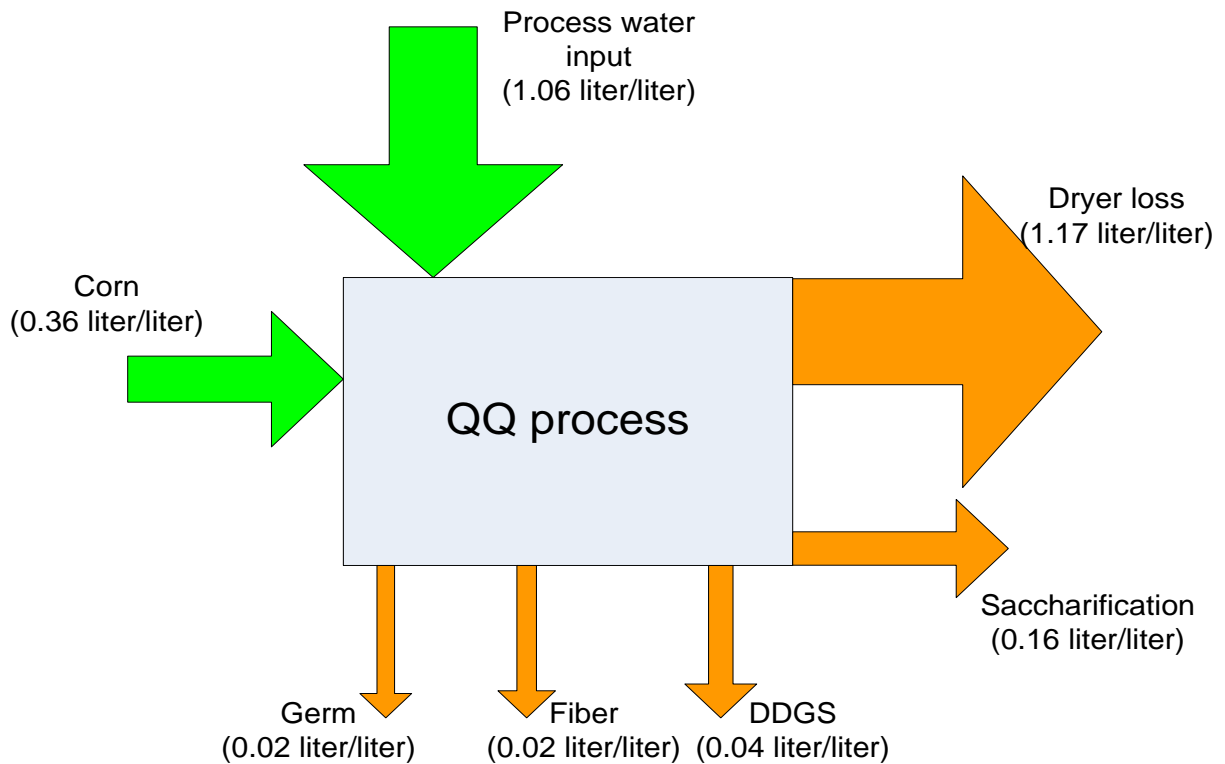 Process water
input
(1.06 liter/liter)
Dryer loss
(1.17 liter/liter)
Corn
(0.36 liter/liter)
QQ process
Saccharification
(0.16 liter/liter)
Germ
(0.02 liter/liter)
Fiber
(0.02 liter/liter)
DDGS
(0.04 liter/liter)